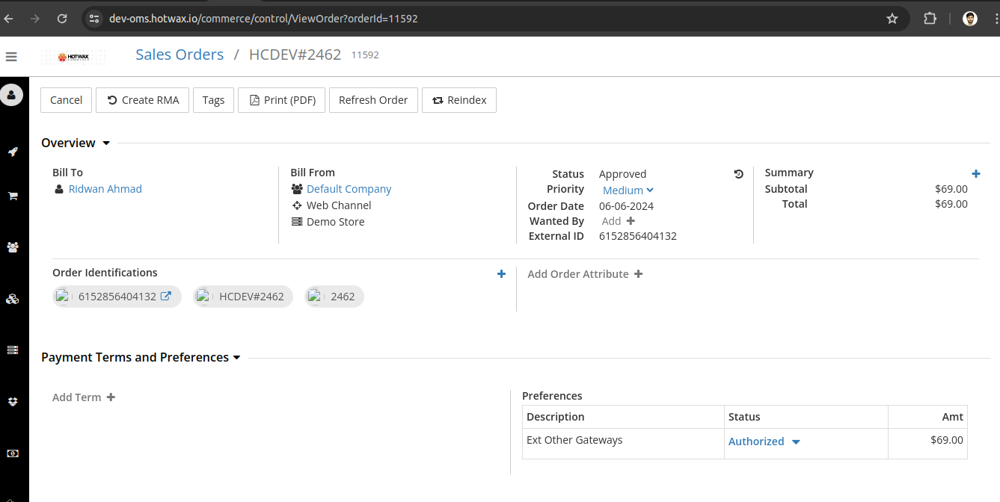 dev-oms.hotwax.io/commerce/control/ViewOrder?orderId=11592
HOTWAX
COMMERCE
Sales Orders / HCDEV#2462 11592
Cancel Create RMA Tags Print (PDF) Refresh Order Reindex
Overview
Bill To
Ridwan Ahmad
Bill From
Default Company
Web Channel
Demo Store
Status Approved
Priority Medium
Order Date 06-06-2024
Wanted By Add
External ID 6152856404132
Summary
Subtotal $69.00
Total $69.00
Order Identifications
6152856404132 HCDEV#2462 2462
Add Order Attribute
Payment Terms and Preferences
Add Term
Preferences
Description Status Amt
Ext Other Gateways Authorized $69.00